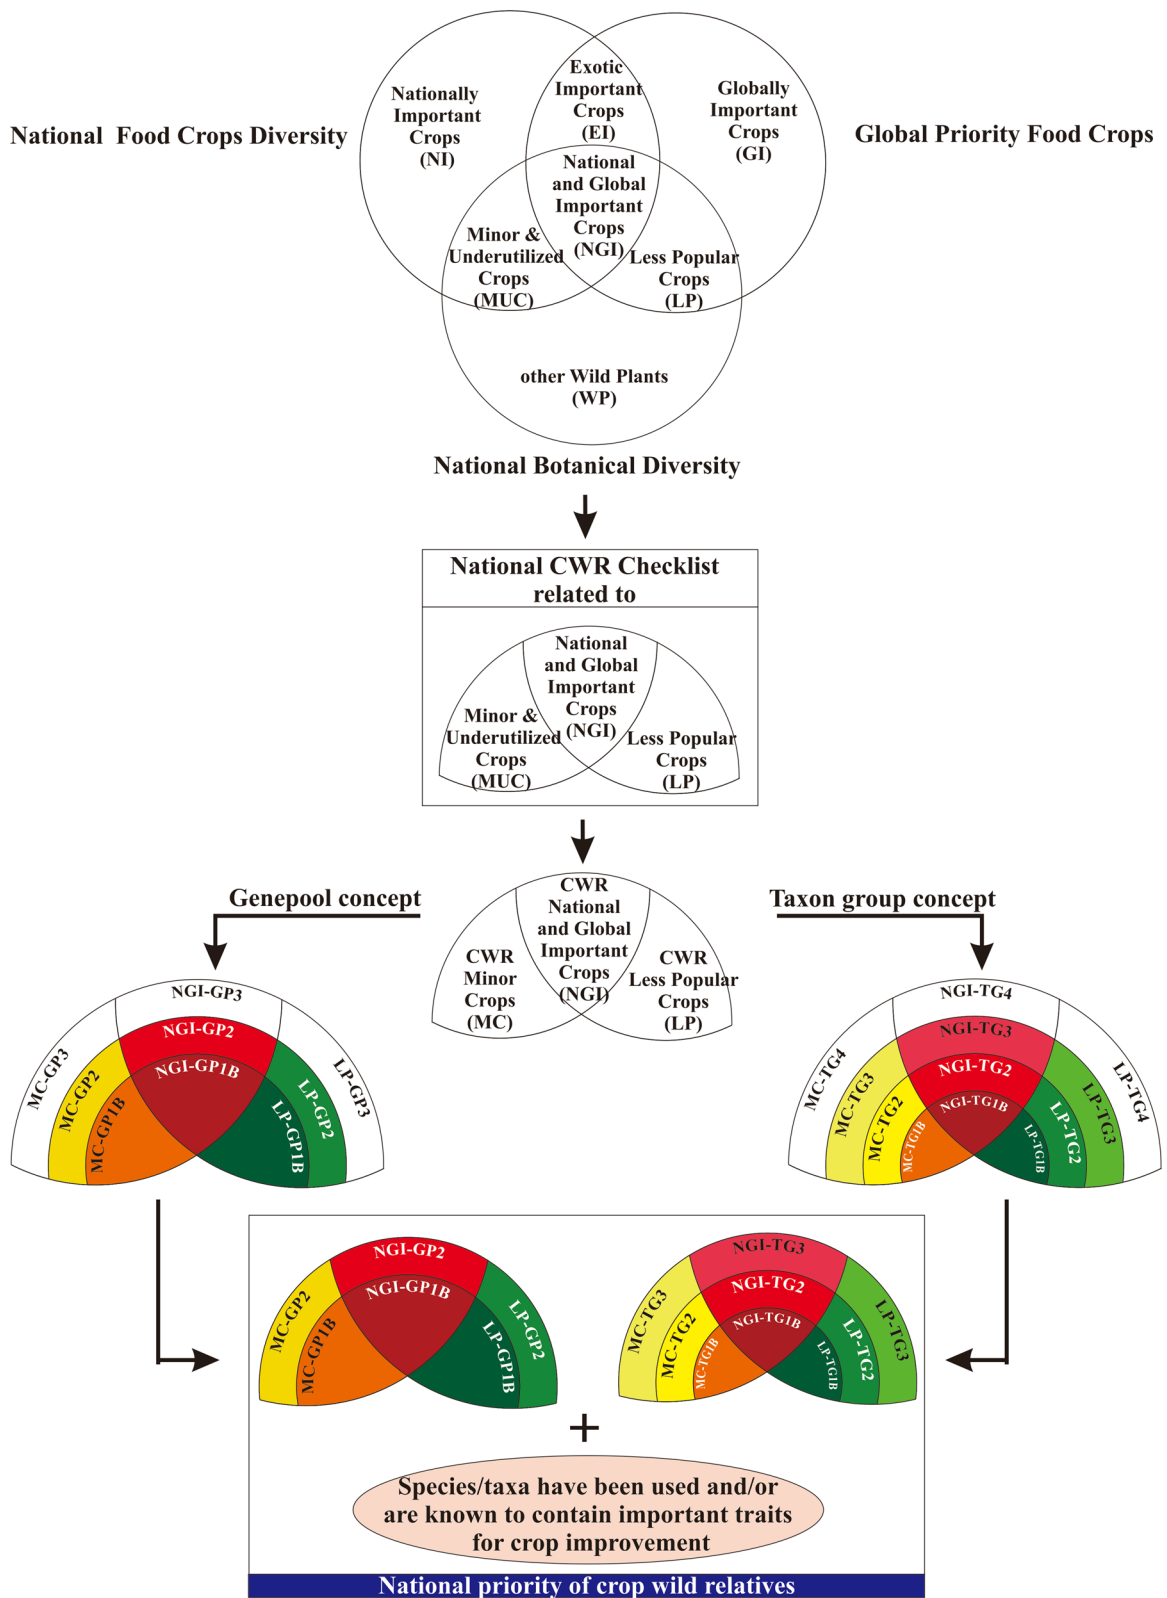 Exotic
Important
Crops
(EI)
Nationally
Important
Crops
(NI)
Globally
Important
Crops
(GI)
National  Food Crops Diversity
Global Priority Food Crops
National
and Global
Important
Crops
(NGI)
Minor &
Underutilized
Crops
(MUC)
Less Popular
Crops
(LP)
other Wild Plants
(WP)
National Botanical Diversity
National CWR Checklist
related to
National
and Global
Important
Crops
(NGI)
Minor &
Underutilized
Crops
(MUC)
Less Popular
Crops
(LP)
Genepool concept
Taxon group concept
CWR
National
and Global
Important
Crops
(NGI)
CWR
Minor
Crops
(MC)
CWR
Less Popular
Crops
(LP)
NGI-GP3
NGI-GP2
NGI-GP1B
MC-GP3
MC-GP2
MC-GP1B
LP-GP1B
LP-GP2
LP-GP3
NGI-TG4
NGI-TG3
NGI-TG2
NGI-TG1B
MC-TG4
MC-TG3
MC-TG2
MC-TG1B
LP-TG1B
LP-TG2
LP-TG3
LP-TG4
NGI-GP2
NGI-GP1B
MC-GP2
MC-GP1B
LP-GP1B
LP-GP2
NGI-TG3
NGI-TG2
NGI-TG1B
MC-TG3
MC-TG2
MC-TG1B
LP-TG1B
LP-TG2
LP-TG3
+
Species/taxa have been used and/or
are known to contain important traits
for crop improvement
National priority of crop wild relatives